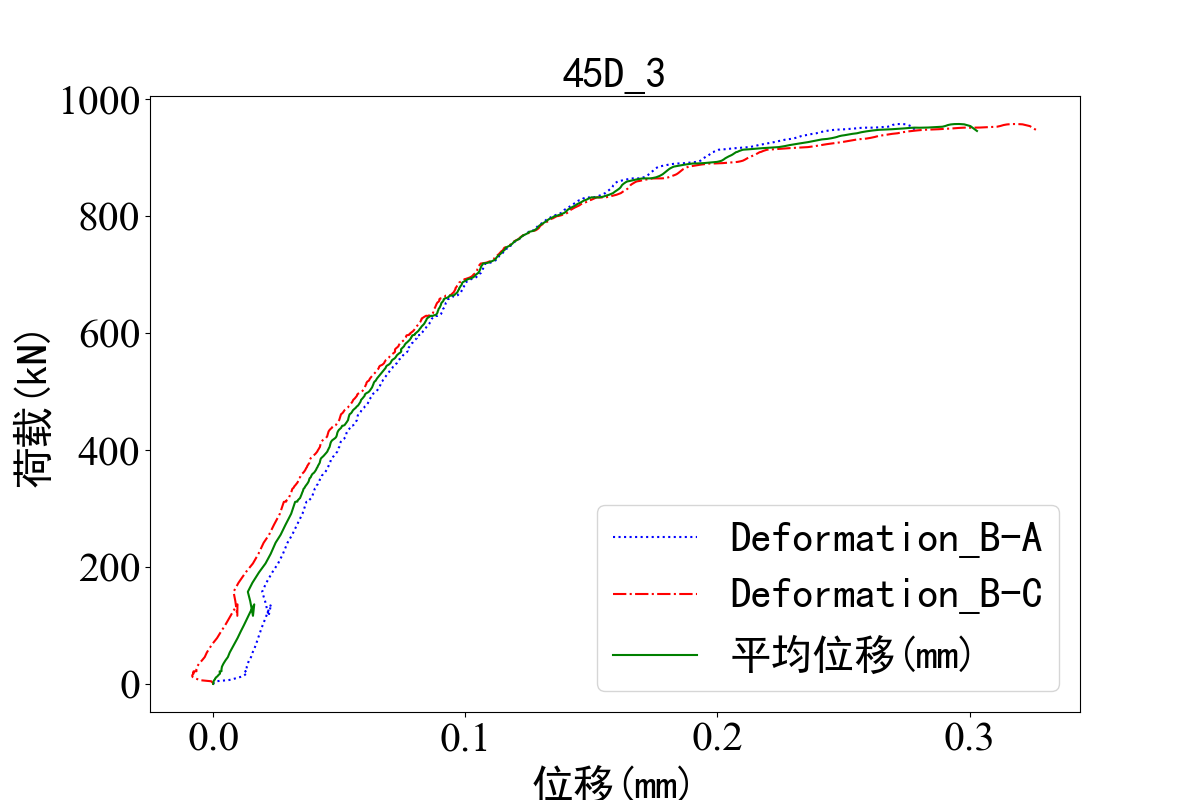 45D_3
1000
800
600
400
200
0
荷载(kN)
0.0 0.1 0.2 0.3
位移(mm)
Deformation_B-A
Deformation_B-C
平均位移(mm)